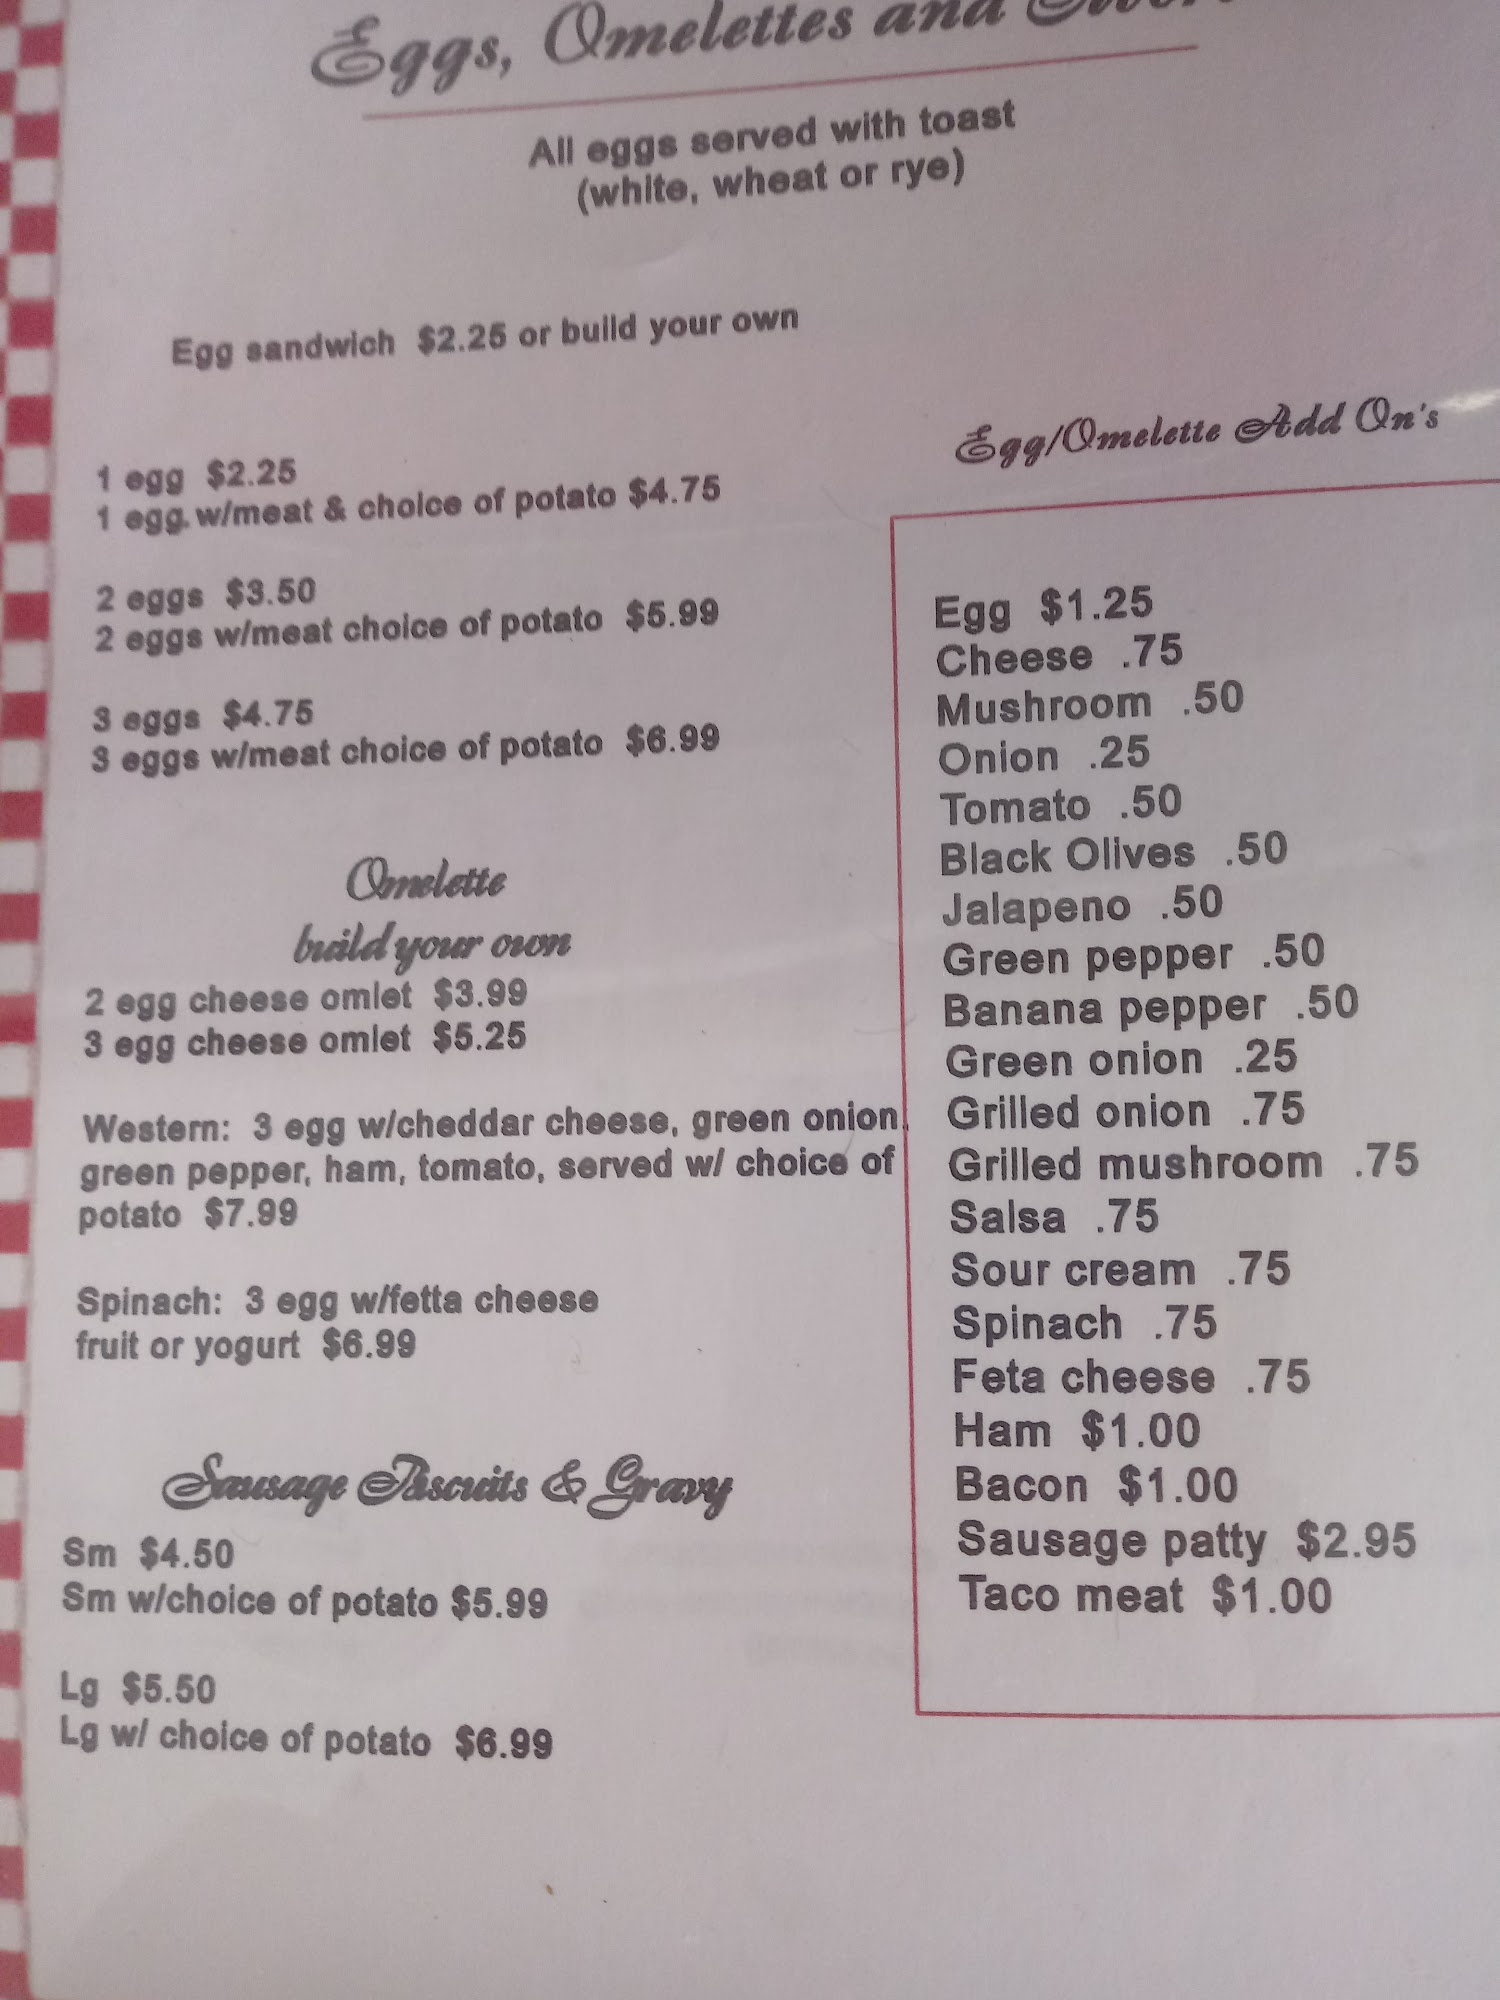 Eggs, Omelettes and
All eggs served with toast
(white, wheat or rye)
Egg sandwich $2.25 or build your own
1 egg $2.25
1 egg. w/meat & choice of potato $4.75
2 eggs $3.50
2 eggs w/meat choice of potato $5.99
3 eggs $4.75
3 eggs w/meat choice of potato $6.99
Omelette
build your own
2 egg cheese omlet $3.99
3 egg cheese omlet $5.25
Western: 3 egg w/cheddar cheese, green onion,
green pepper, ham, tomato, served w/ choice of
potato $7.99
Spinach: 3 egg w/fetta cheese
fruit or yogurt $6.99
Sausage Biscuits & Gravy
Sm $4.50
Sm w/choice of potato $5.99
Lg $5.50
Lg w/ choice of potato $6.99
Egg/Omelette Add On's
Egg $1.25
Cheese .75
Mushroom .50
Onion .25
Tomato .50
Black Olives .50
Jalapeno .50
Green pepper .50
Banana pepper .50
Green onion .25
Grilled onion .75
Grilled mushroom .75
Salsa .75
Sour cream .75
Spinach .75
Feta cheese .75
Ham $1.00
Bacon $1.00
Sausage patty $2.95
Taco meat $1.00